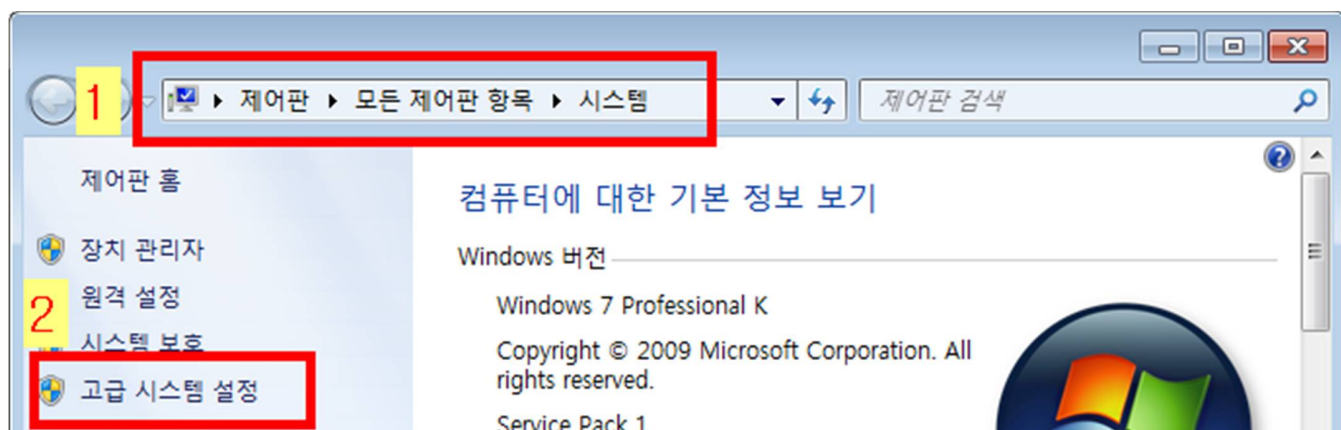 1
제어판 ▶ 모든 제어판 항목 ▶ 시스템
제어판 검색
제어판 홈
장치 관리자
2
원격 설정
시스템 보호
고급 시스템 설정
컴퓨터에 대한 기본 정보 보기
Windows 버전
Windows 7 Professional K
Copyright © 2009 Microsoft Corporation. All
rights reserved.
Service Pack 1